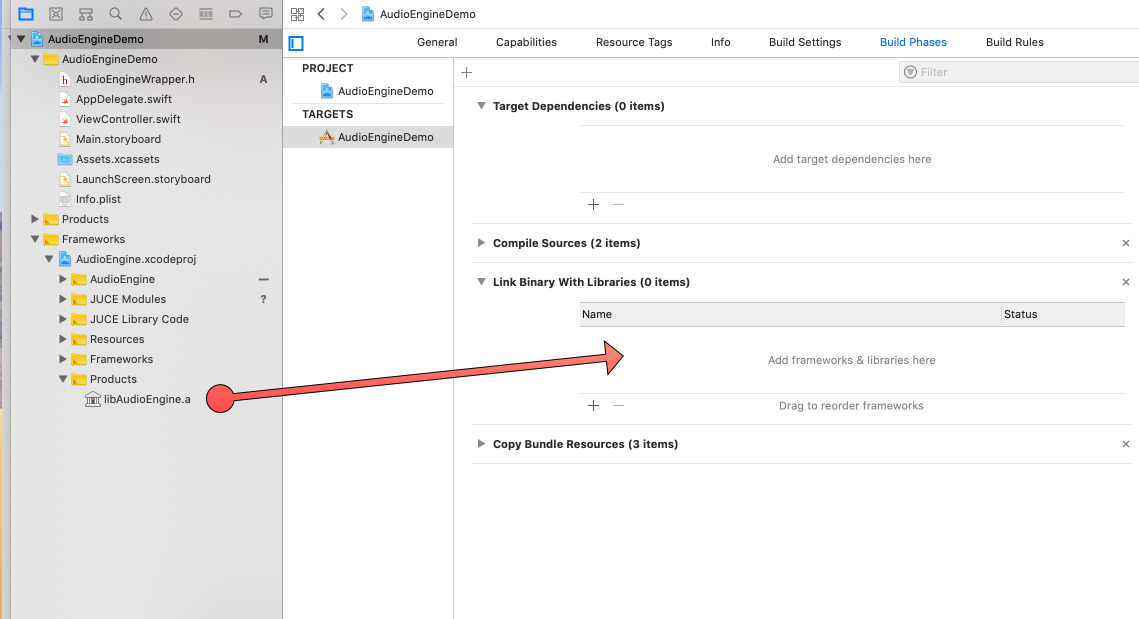 AudioEngineDemo M
AudioEngineDemo
AudioEngineWrapper.h A
AppDelegate.swift
ViewController.swift
Main.storyboard
Assets.xcassets
LaunchScreen.storyboard
Info.plist
Products
Frameworks
AudioEngine.xcodeproj
AudioEngine –
JUCE Modules ?
JUCE Library Code
Resources
Frameworks
Products
libAudioEngine.a
AudioEngineDemo
General Capabilities Resource Tags Info Build Settings Build Phases Build Rules
PROJECT
AudioEngineDemo
TARGETS
AudioEngineDemo
Filter
Target Dependencies (0 items)
Add target dependencies here
Compile Sources (2 items)
Link Binary With Libraries (0 items)
Name Status
Add frameworks & libraries here
Drag to reorder frameworks
Copy Bundle Resources (3 items)